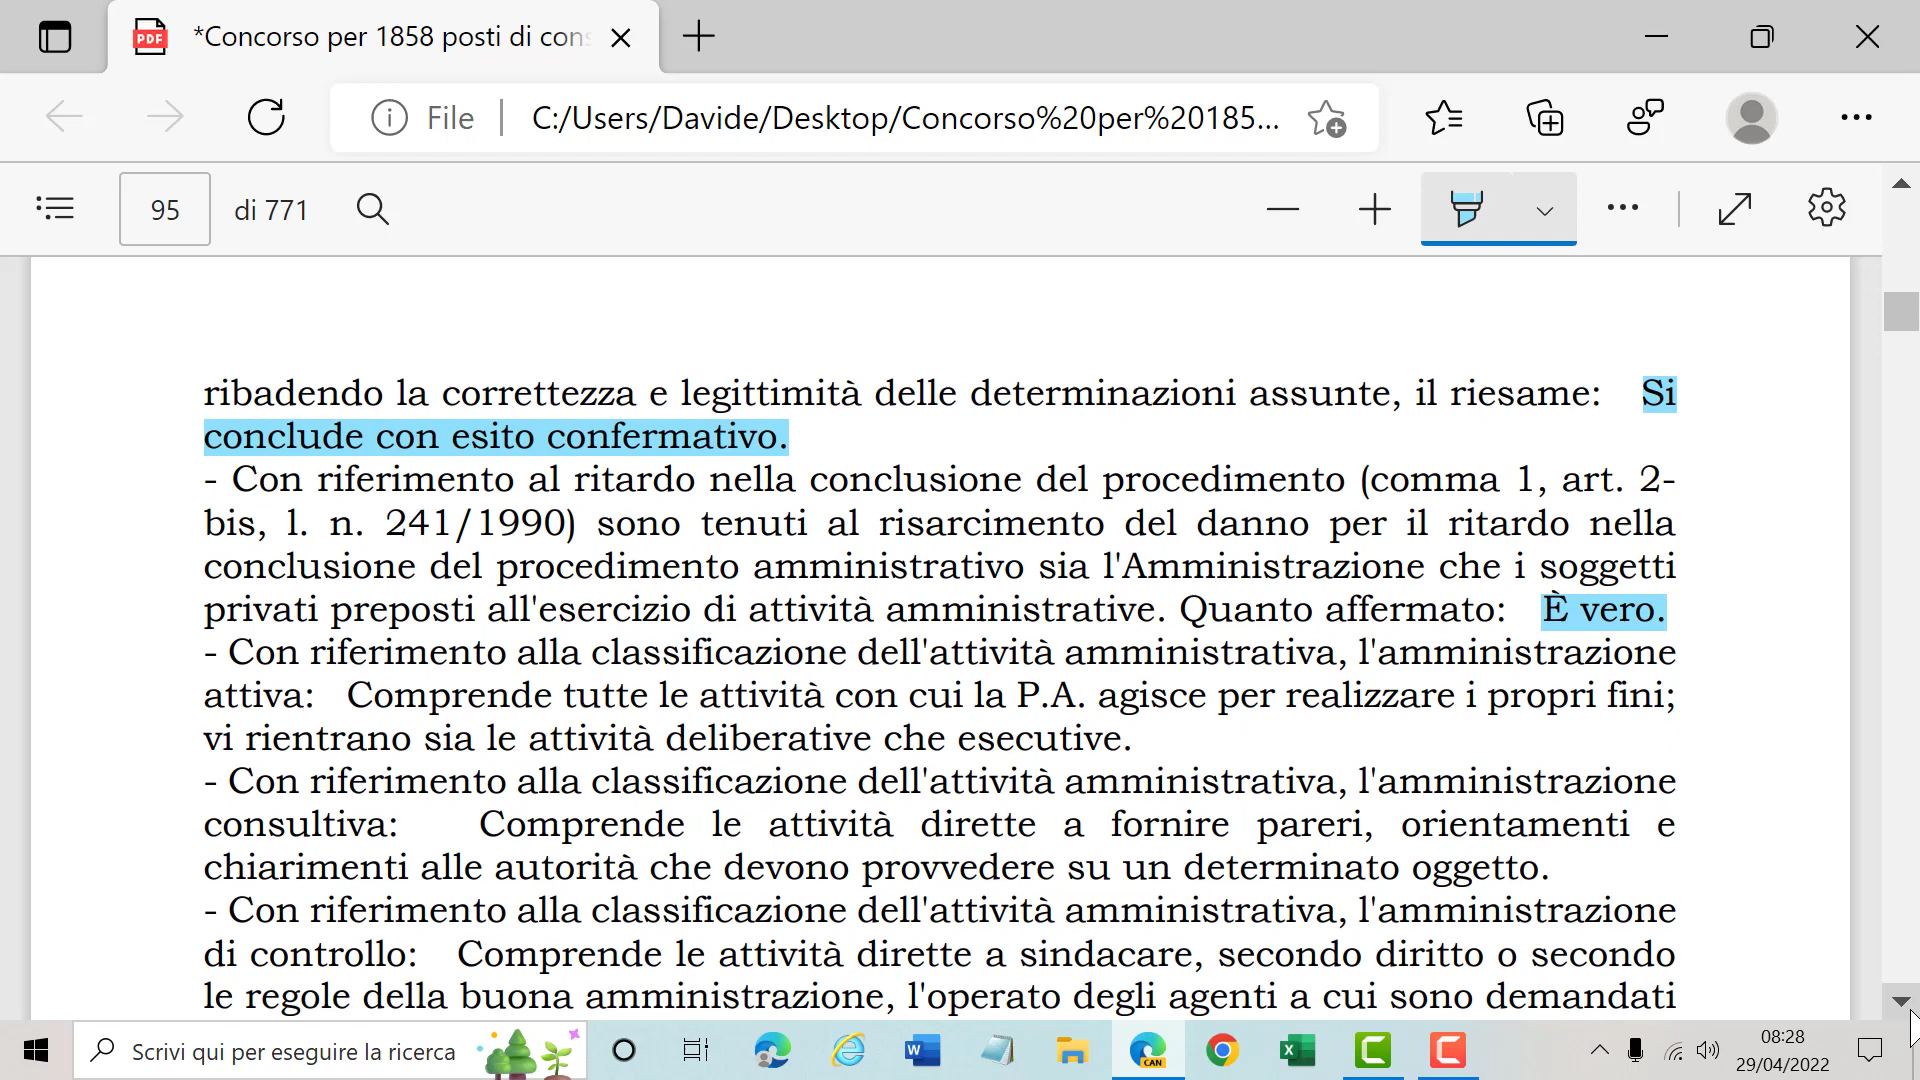 *Concorso per 1858 posti di cons
File
C:/Users/Davide/Desktop/Concorso%20per%20185...
95 di 771
ribadendo la correttezza e legittimità delle determinazioni assunte, il riesame: Si
conclude con esito confermativo.
- Con riferimento al ritardo nella conclusione del procedimento (comma 1, art. 2-
bis, l. n. 241/1990) sono tenuti al risarcimento del danno per il ritardo nella
conclusione del procedimento amministrativo sia l'Amministrazione che i soggetti
privati preposti all'esercizio di attività amministrative. Quanto affermato: È vero.
- Con riferimento alla classificazione dell'attività amministrativa, l'amministrazione
attiva: Comprende tutte le attività con cui la P.A. agisce per realizzare i propri fini;
vi rientrano sia le attività deliberative che esecutive.
- Con riferimento alla classificazione dell'attività amministrativa, l'amministrazione
consultiva: Comprende le attività dirette a fornire pareri, orientamenti e
chiarimenti alle autorità che devono provvedere su un determinato oggetto.
- Con riferimento alla classificazione dell'attività amministrativa, l'amministrazione
di controllo: Comprende le attività dirette a sindacare, secondo diritto o secondo
le regole della buona amministrazione, l'operato degli agenti a cui sono demandati
Scrivi qui per eseguire la ricerca
CAN
08:28
29/04/2022